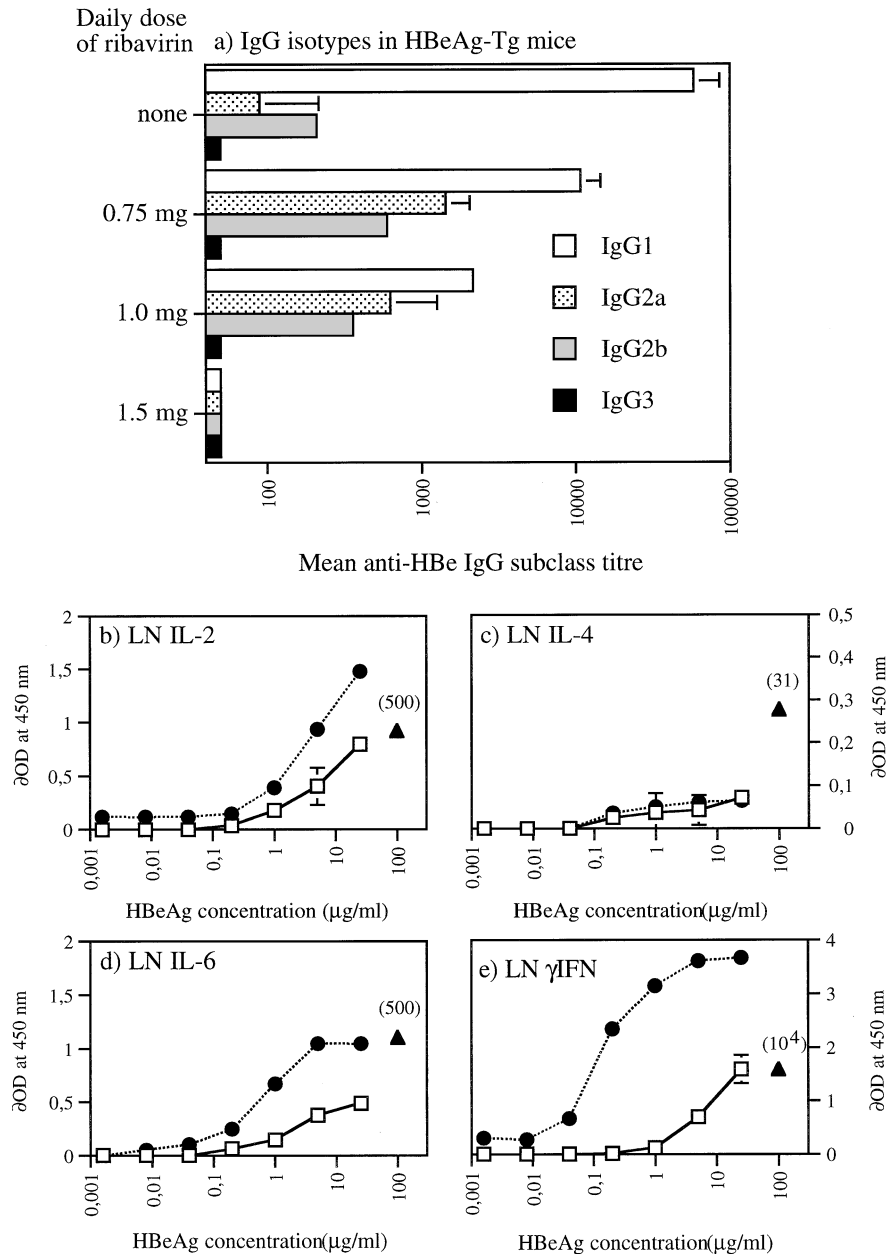 Daily dose
of ribavirin
a) IgG isotypes in HBeAg-Tg mice
none
0.75 mg
1.0 mg
1.5 mg
IgG1
IgG2a
IgG2b
IgG3
100
1000
10000
100000
Mean anti-HBe IgG subclass titre
b) LN IL-2
2
1,5
1
0,5
0
∂OD at 450 nm
(500)
0,001
0,01
0,1
1
10
100
HBeAg concentration (µg/ml)
c) LN IL-4
0,5
0,4
0,3
0,2
0,1
0
∂OD at 450 nm
(31)
0,001
0,01
0,1
1
10
100
HBeAg concentration(µg/ml)
d) LN IL-6
2
1,5
1
0,5
0
∂OD at 450 nm
(500)
0,001
0,01
0,1
1
10
100
HBeAg concentration (µg/ml)
e) LN γIFN
4
3
2
1
0
∂OD at 450 nm
(10⁴)
0,001
0,01
0,1
1
10
100
HBeAg concentration(µg/ml)